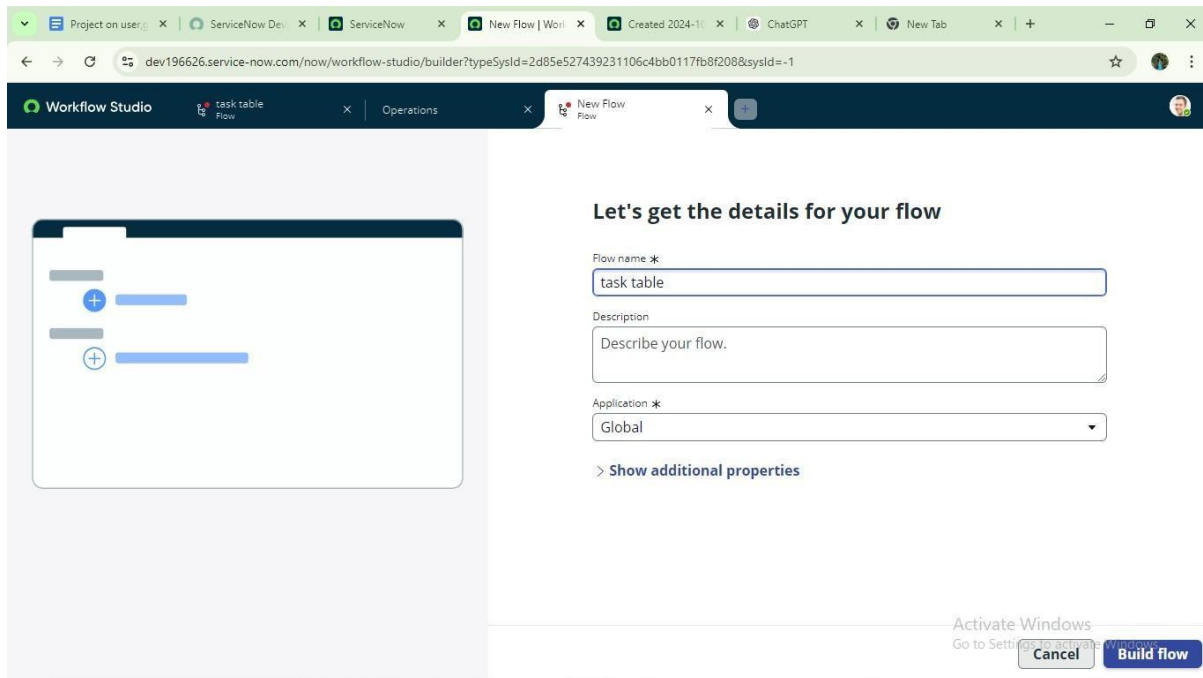 Project on user,g
ServiceNow Dev
ServiceNow
New Flow | Worl
Created 2024-10
ChatGPT
New Tab
dev196626.service-now.com/now/workflow-studio/builder?typeSysId=2d85e527439231106c4bb0117fb8f208&sysId=-1
Workflow Studio
task table
Flow
Operations
New Flow
Flow
Let's get the details for your flow
Flow name *
task table
Description
Describe your flow.
Application *
Global
Show additional properties
Activate Windows
Go to Settings to activate Windows.
Cancel
Build flow